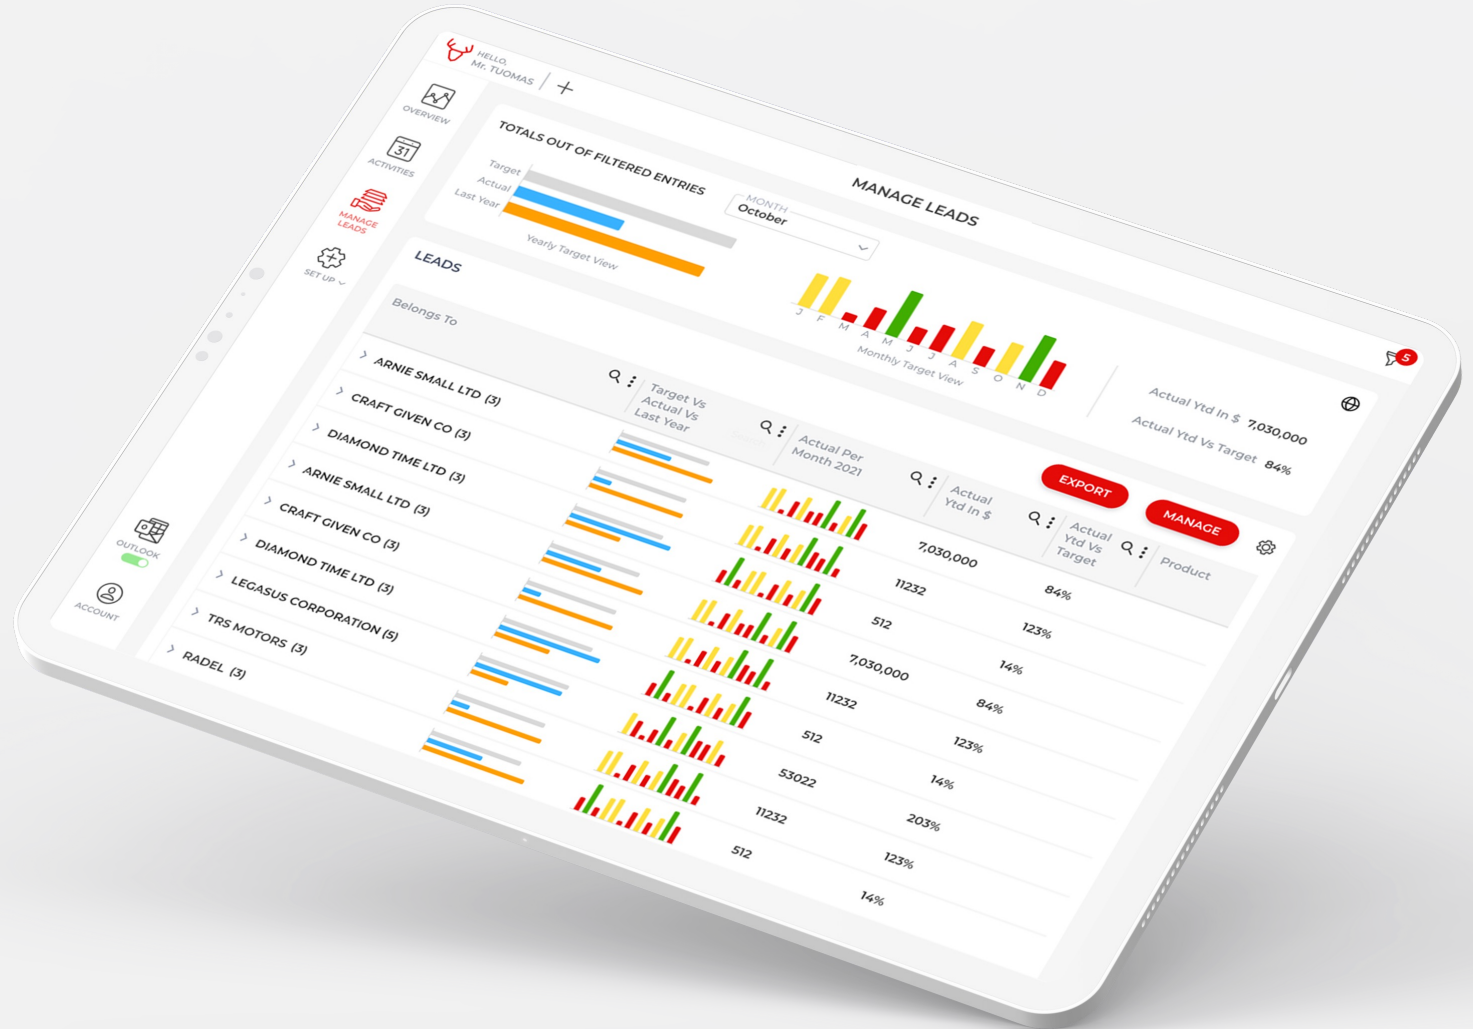 HELLO,
Mr. TUOMAS
OVERVIEW
31
ACTIVITIES
MANAGE
LEADS
SET UP
OUTLOOK
ACCOUNT
MANAGE LEADS
5
TOTALS OUT OF FILTERED ENTRIES
Target
Actual
Last Year
Yearly Target View
MONTH
October
J F M A M J J A S O N D
Monthly Target View
Actual Ytd In $ 7,030,000
Actual Ytd Vs Target 84%
LEADS
EXPORT
MANAGE
Belongs To
Target Vs
Actual Vs
Last Year
Actual Per
Month 2021
Actual
Ytd In $
Actual
Ytd Vs
Target
Product
ARNIE SMALL LTD (3) 7,030,000 84%
CRAFT GIVEN CO (3) 11232 123%
DIAMOND TIME LTD (3) 512 14%
ARNIE SMALL LTD (3) 7,030,000 84%
CRAFT GIVEN CO (3) 11232 123%
DIAMOND TIME LTD (3) 512 14%
LEGASUS CORPORATION (5) 53022 203%
TRS MOTORS (3) 11232 123%
RADEL (3) 512 14%